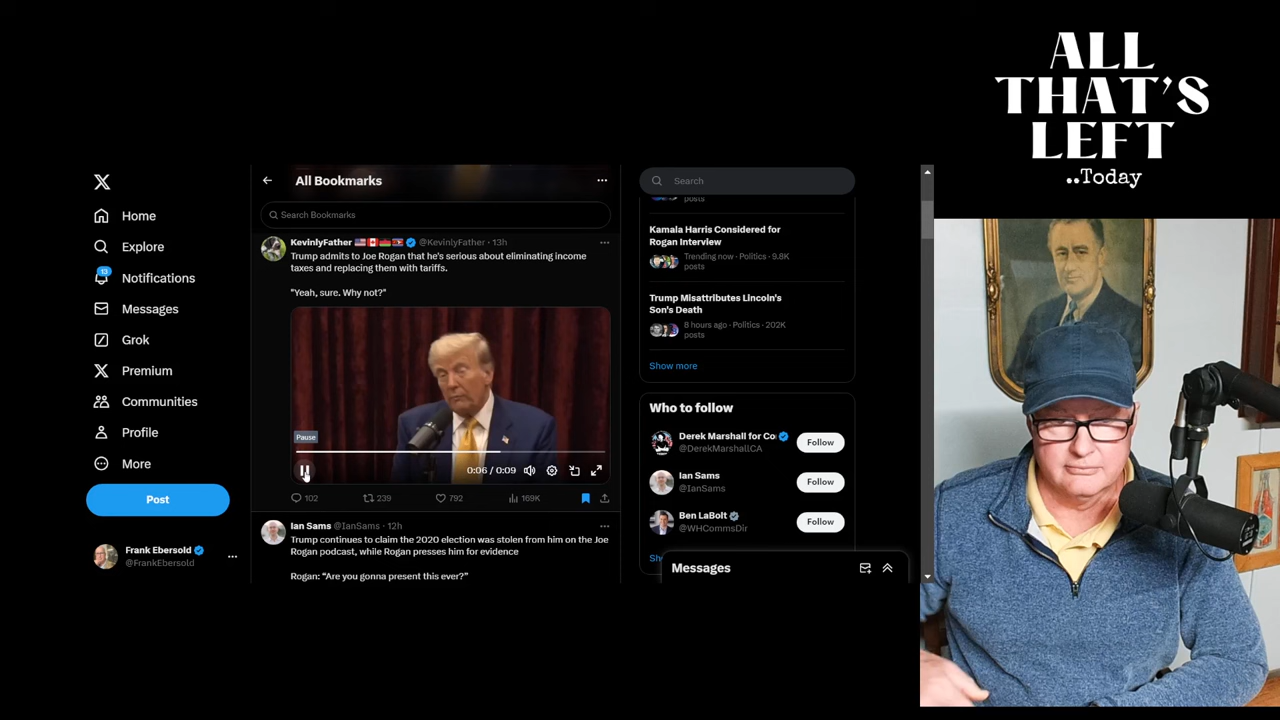 ALL
THAT'S
LEFT
..Today
Home
Explore
13
Notifications
Messages
Grok
Premium
Communities
Profile
More
Post
Frank Ebersold
@FrankEbersold
All Bookmarks
Search Bookmarks
KevinlyFather @KevinlyFather · 13h
Trump admits to Joe Rogan that he's serious about eliminating income
taxes and replacing them with tariffs.
"Yeah, sure. Why not?"
Pause
0:06 / 0:09
102 239 792 169K
Ian Sams @IanSams · 12h
Trump continues to claim the 2020 election was stolen from him on the Joe
Rogan podcast, while Rogan presses him for evidence
Rogan: "Are you gonna present this ever?"
Search
posts
Kamala Harris Considered for
Rogan Interview
Trending now · Politics · 9.8K
posts
Trump Misattributes Lincoln's
Son's Death
8 hours ago · Politics · 202K
posts
Show more
Who to follow
Derek Marshall for Co
@DerekMarshallCA
Follow
Ian Sams
@IanSams
Follow
Ben LaBolt
@WHCommsDir
Follow
Messages